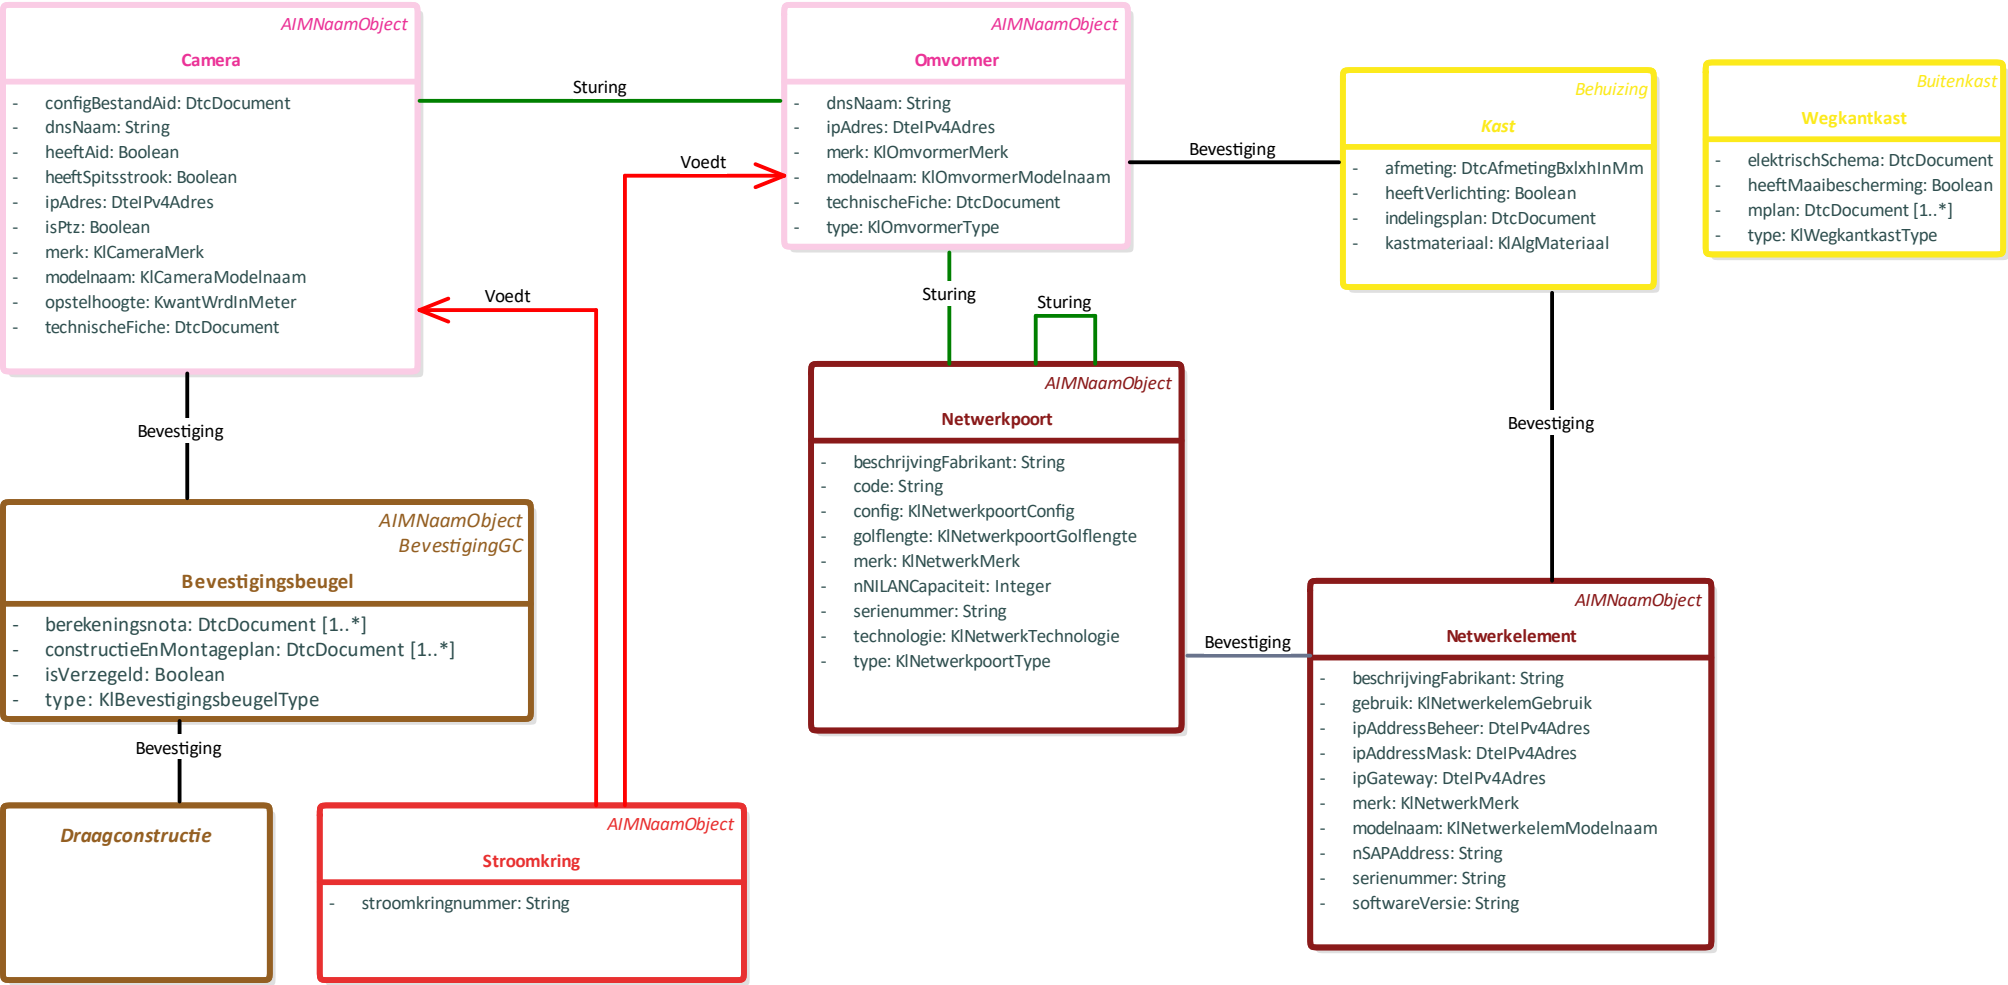 AIMNaamObject
Camera
- configBestandAid: DtcDocument
- dnsNaam: String
- heeftAid: Boolean
- heeftSpitsstrook: Boolean
- ipAdres: DteIPv4Adres
- isPtz: Boolean
- merk: KlCameraMerk
- modelnaam: KlCameraModelnaam
- opstelhoogte: KwantWrdInMeter
- technischeFiche: DtcDocument
Sturing
AIMNaamObject
Omvormer
- dnsNaam: String
- ipAdres: DteIPv4Adres
- merk: KlOmvormerMerk
- modelnaam: KlOmvormerModelnaam
- technischeFiche: DtcDocument
- type: KlOmvormerType
Voedt
Voedt
Bevestiging
Behuizing
Kast
- afmeting: DtcAfmetingBxlxhInMm
- heeftVerlichting: Boolean
- indelingsplan: DtcDocument
- kastmateriaal: KlAlgMateriaal
Buitenkast
Wegkantkast
- elektrischSchema: DtcDocument
- heeftMaaibescherming: Boolean
- mplan: DtcDocument [1..*]
- type: KlWegkantkastType
Sturing
Sturing
AIMNaamObject
Netwerkpoort
- beschrijvingFabrikant: String
- code: String
- config: KlNetwerkpoortConfig
- golflengte: KlNetwerkpoortGolflengte
- merk: KlNetwerkMerk
- nNILANCapaciteit: Integer
- serienummer: String
- technologie: KlNetwerkTechnologie
- type: KlNetwerkpoortType
Bevestiging
Bevestiging
Bevestiging
AIMNaamObject
BevestigingGC
Bevestigingsbeugel
- berekeningsnota: DtcDocument [1..*]
- constructieEnMontageplan: DtcDocument [1..*]
- isVerzegeld: Boolean
- type: KlBevestigingsbeugelType
Bevestiging
Draagconstructie
AIMNaamObject
Stroomkring
- stroomkringnummer: String
AIMNaamObject
Netwerkelement
- beschrijvingFabrikant: String
- gebruik: KlNetwerkelemGebruik
- ipAddressBeheer: DteIPv4Adres
- ipAddressMask: DteIPv4Adres
- ipGateway: DteIPv4Adres
- merk: KlNetwerkMerk
- modelnaam: KlNetwerkelemModelnaam
- nSAPAddress: String
- serienummer: String
- softwareVersie: String